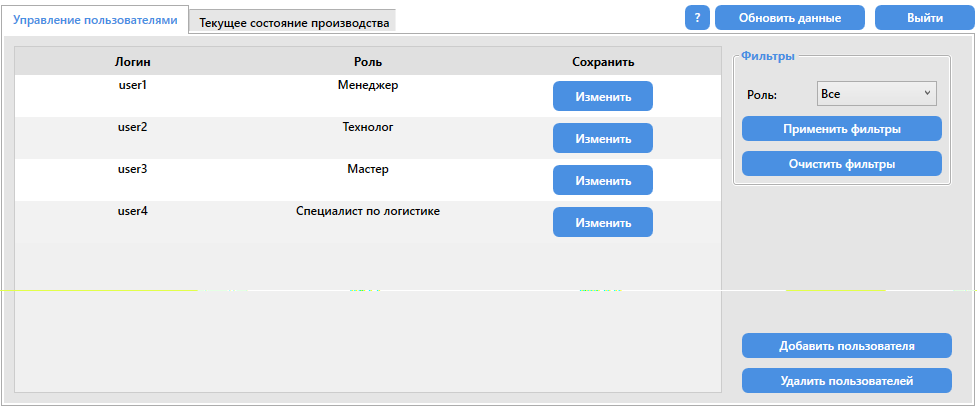 Управление пользователями Текущее состояние производства ? Обновить данные Выйти
Логин Роль Сохранить
user1 Менеджер Изменить
user2 Технолог Изменить
user3 Мастер Изменить
user4 Специалист по логистике Изменить
Фильтры
Роль: Все
Применить фильтры
Очистить фильтры
Добавить пользователя
Удалить пользователей